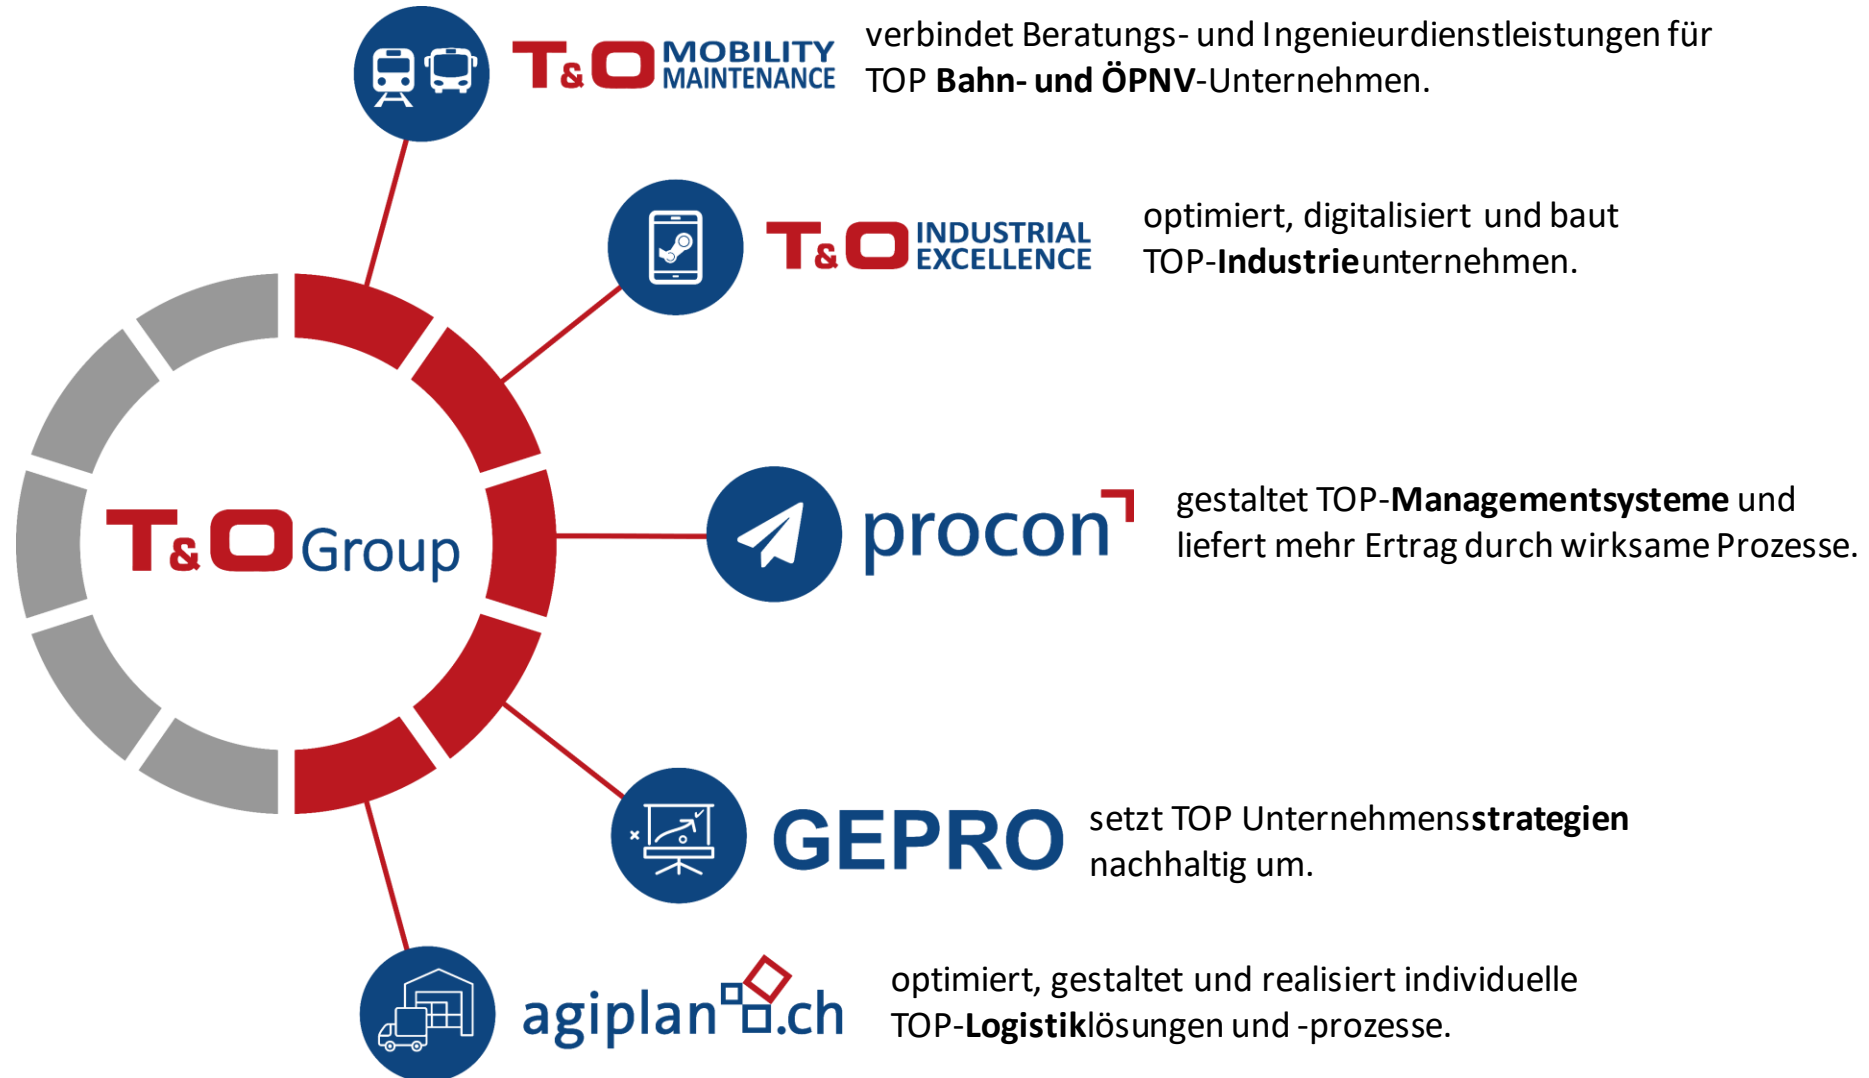 T&O MOBILITY MAINTENANCE
verbindet Beratungs- und Ingenieurdienstleistungen für
TOP Bahn- und ÖPNV-Unternehmen.
T&O INDUSTRIAL EXCELLENCE
optimiert, digitalisiert und baut
TOP-Industrieunternehmen.
T&O Group
procon
gestaltet TOP-Managementsysteme und
liefert mehr Ertrag durch wirksame Prozesse.
GEPRO
setzt TOP Unternehmensstrategien
nachhaltig um.
agiplan.ch
optimiert, gestaltet und realisiert individuelle
TOP-Logistiklösungen und -prozesse.